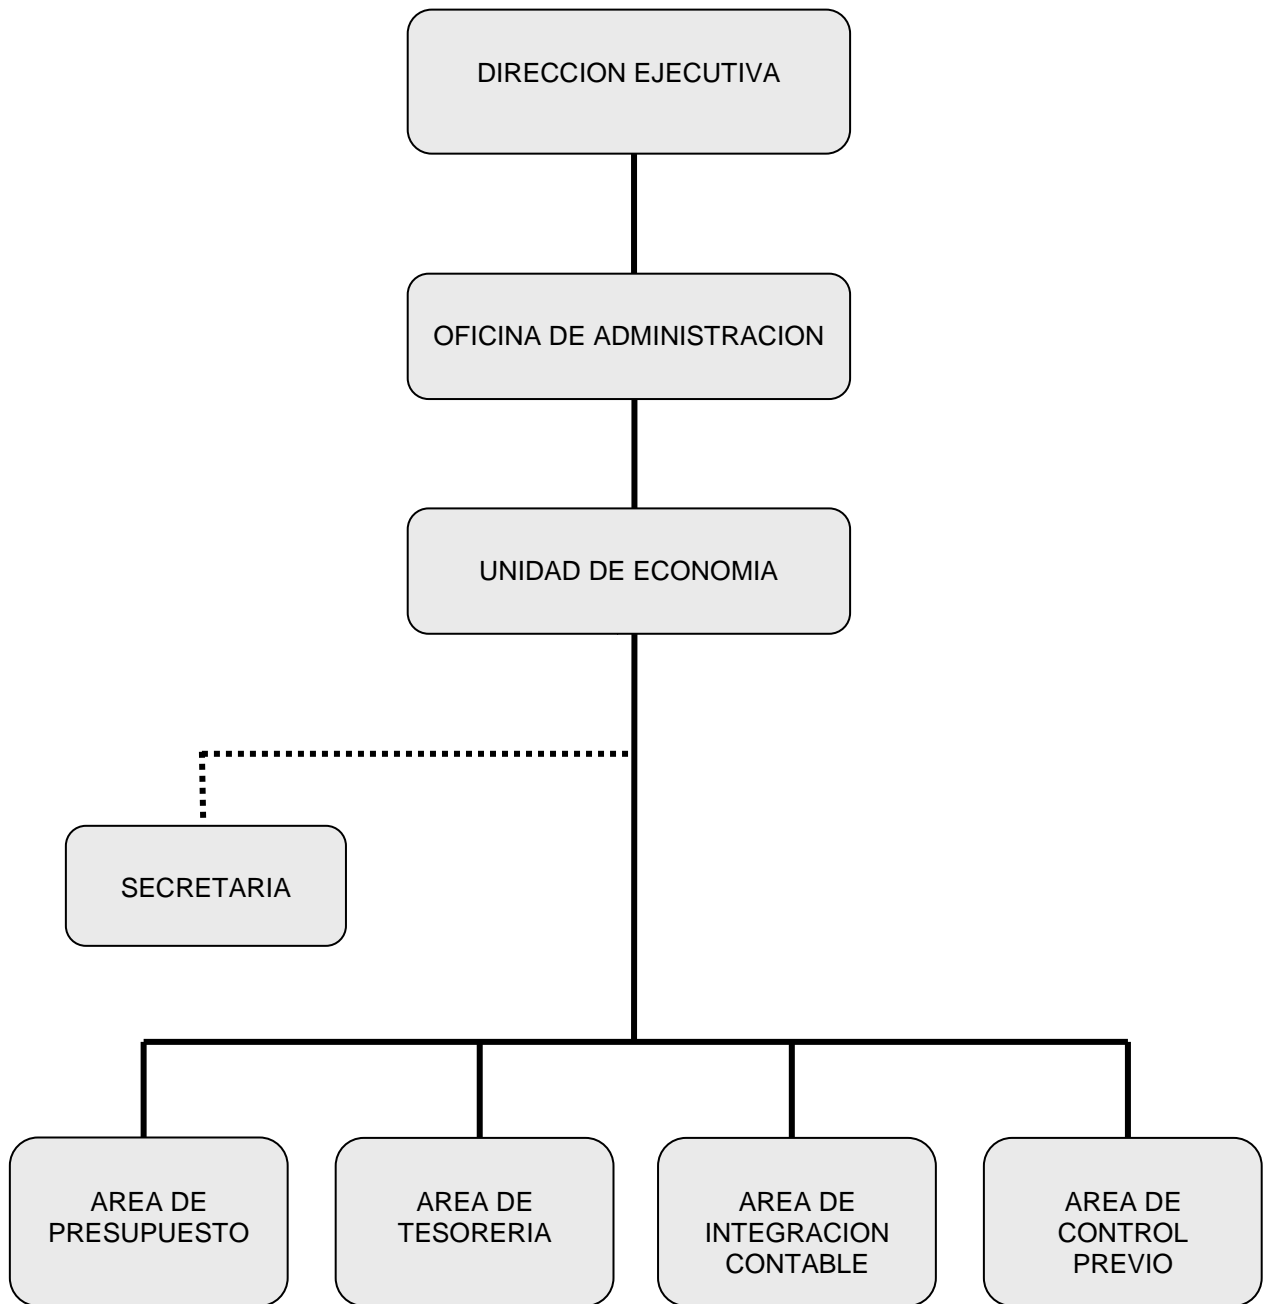 DIRECCION EJECUTIVA
OFICINA DE ADMINISTRACION
UNIDAD DE ECONOMIA
SECRETARIA
AREA DE
PRESUPUESTO
AREA DE
TESORERIA
AREA DE
INTEGRACION
CONTABLE
AREA DE
CONTROL
PREVIO